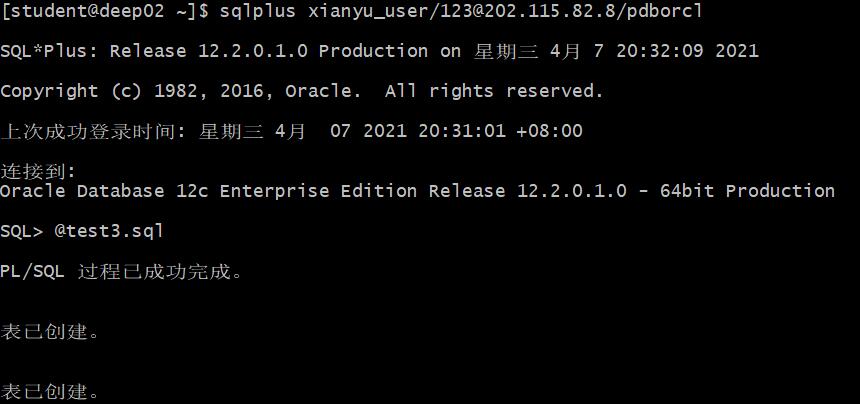 [student@deep02 ~]$ sqlplus xianyu_user/123@202.115.82.8/pdborcl
SQL*Plus: Release 12.2.0.1.0 Production on 星期三 4月 7 20:32:09 2021
Copyright (c) 1982, 2016, Oracle.  All rights reserved.
上次成功登录时间: 星期三 4月  07 2021 20:31:01 +08:00
连接到:
Oracle Database 12c Enterprise Edition Release 12.2.0.1.0 - 64bit Production
SQL> @test3.sql
PL/SQL 过程已成功完成。
表已创建。
表已创建。